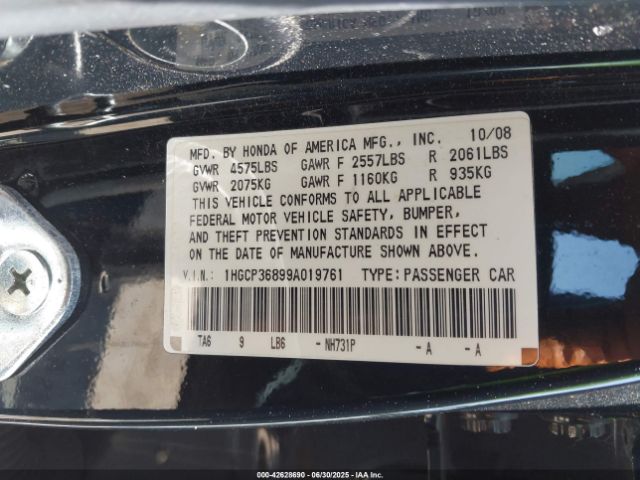 MFD. BY HONDA OF AMERICA MFG., INC. 10/08
GVWR 4575LBS GAWR F 2557LBS R 2061LBS
GVWR 2075KG GAWR F 1160KG R 935KG
THIS VEHICLE CONFORMS TO ALL APPLICABLE
FEDERAL MOTOR VEHICLE SAFETY, BUMPER,
AND THEFT PREVENTION STANDARDS IN EFFECT
ON THE DATE OF MANUFACTURE SHOWN ABOVE.
V.I.N.: 1HGCP36899A019761 TYPE: PASSENGER CAR
TA6 9 LB6 - NH731P - A - A
000-42628690 - 06/30/2025 - IAA Inc.